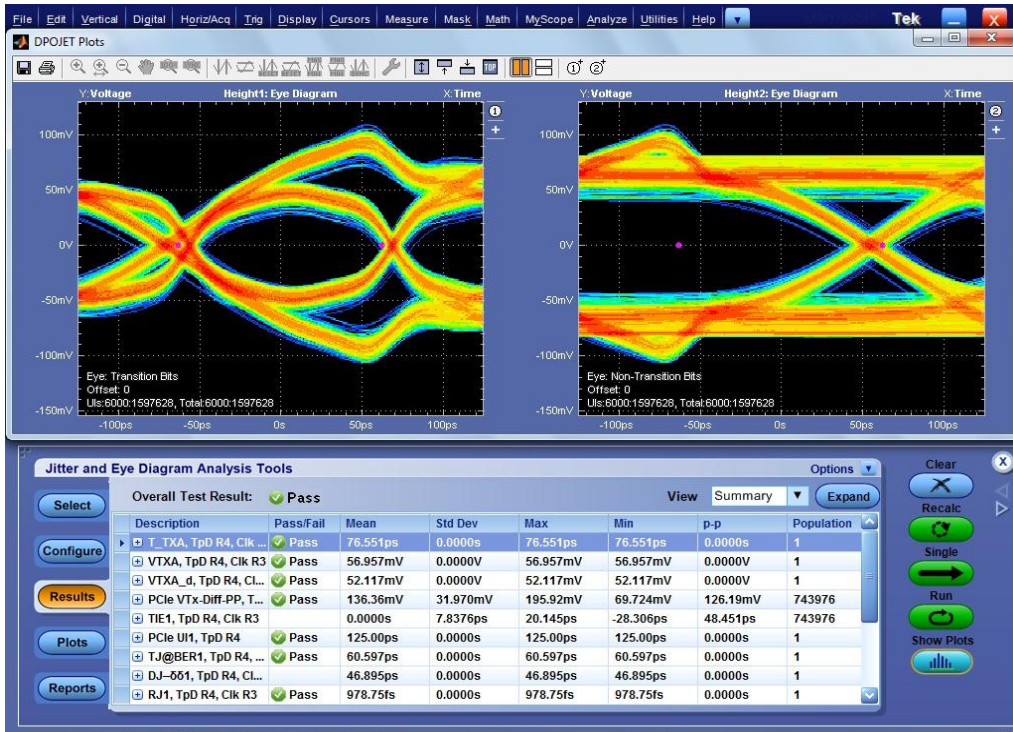 File Edit Vertical Digital Horiz/Acq Trig Display Cursors Measure Mask Math MyScope Analyze Utilities Help Tek
DPOJET Plots
TOP
Y:Voltage Height1: Eye Diagram X:Time
1
100mV
50mV
0V
-50mV
-100mV
-150mV
Eye: Transition Bits
Offset: 0
UIs:6000:1597628, Total:6000:1597628
-100ps -50ps 0s 50ps 100ps
Y:Voltage Height2: Eye Diagram X:Time
2
100mV
50mV
0V
-50mV
-100mV
-150mV
Eye: Non-Transition Bits
Offset: 0
UIs:6000:1597628, Total:6000:1597628
-100ps -50ps 0s 50ps 100ps
Jitter and Eye Diagram Analysis Tools Options
Select
Configure
Results
Plots
Reports
Overall Test Result: Pass View Summary Expand
Description Pass/Fail Mean Std Dev Max Min p-p Population
T_TXA, TpD R4, Clk ... Pass 76.551ps 0.0000s 76.551ps 76.551ps 0.0000s 1
VTXA, TpD R4, Clk R3 Pass 56.957mV 0.0000V 56.957mV 56.957mV 0.0000V 1
VTXA_d, TpD R4, Cl... Pass 52.117mV 0.0000V 52.117mV 52.117mV 0.0000V 1
PCIe VTx-Diff-PP, T... Pass 136.36mV 31.970mV 195.92mV 69.724mV 126.19mV 743976
TIE1, TpD R4, Clk R3 0.0000s 7.8376ps 20.145ps -28.306ps 48.451ps 743976
PCIe UI1, TpD R4 Pass 125.00ps 0.0000s 125.00ps 125.00ps 0.0000s 1
TJ@BER1, TpD R4, ... Pass 60.597ps 0.0000s 60.597ps 60.597ps 0.0000s 1
DJ–δδ1, TpD R4, Cl... 46.895ps 0.0000s 46.895ps 46.895ps 0.0000s 1
RJ1, TpD R4, Clk R3 Pass 978.75fs 0.0000s 978.75fs 978.75fs 0.0000s 1
Clear
Recalc
Single
Run
Show Plots